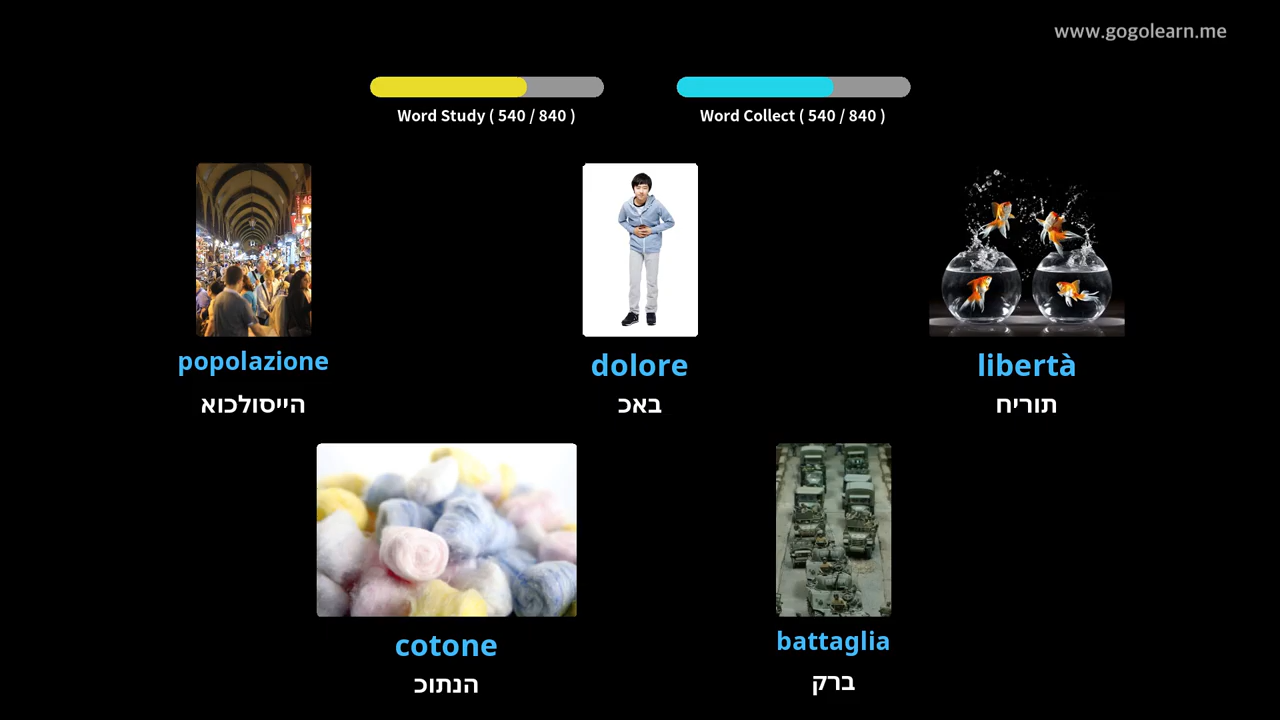 www.gogolearn.me
Word Study ( 540 / 840 )
Word Collect ( 540 / 840 )
popolazione
הייסולכוא
dolore
באכ
libertà
תוריח
cotone
הנתוכ
battaglia
ברק